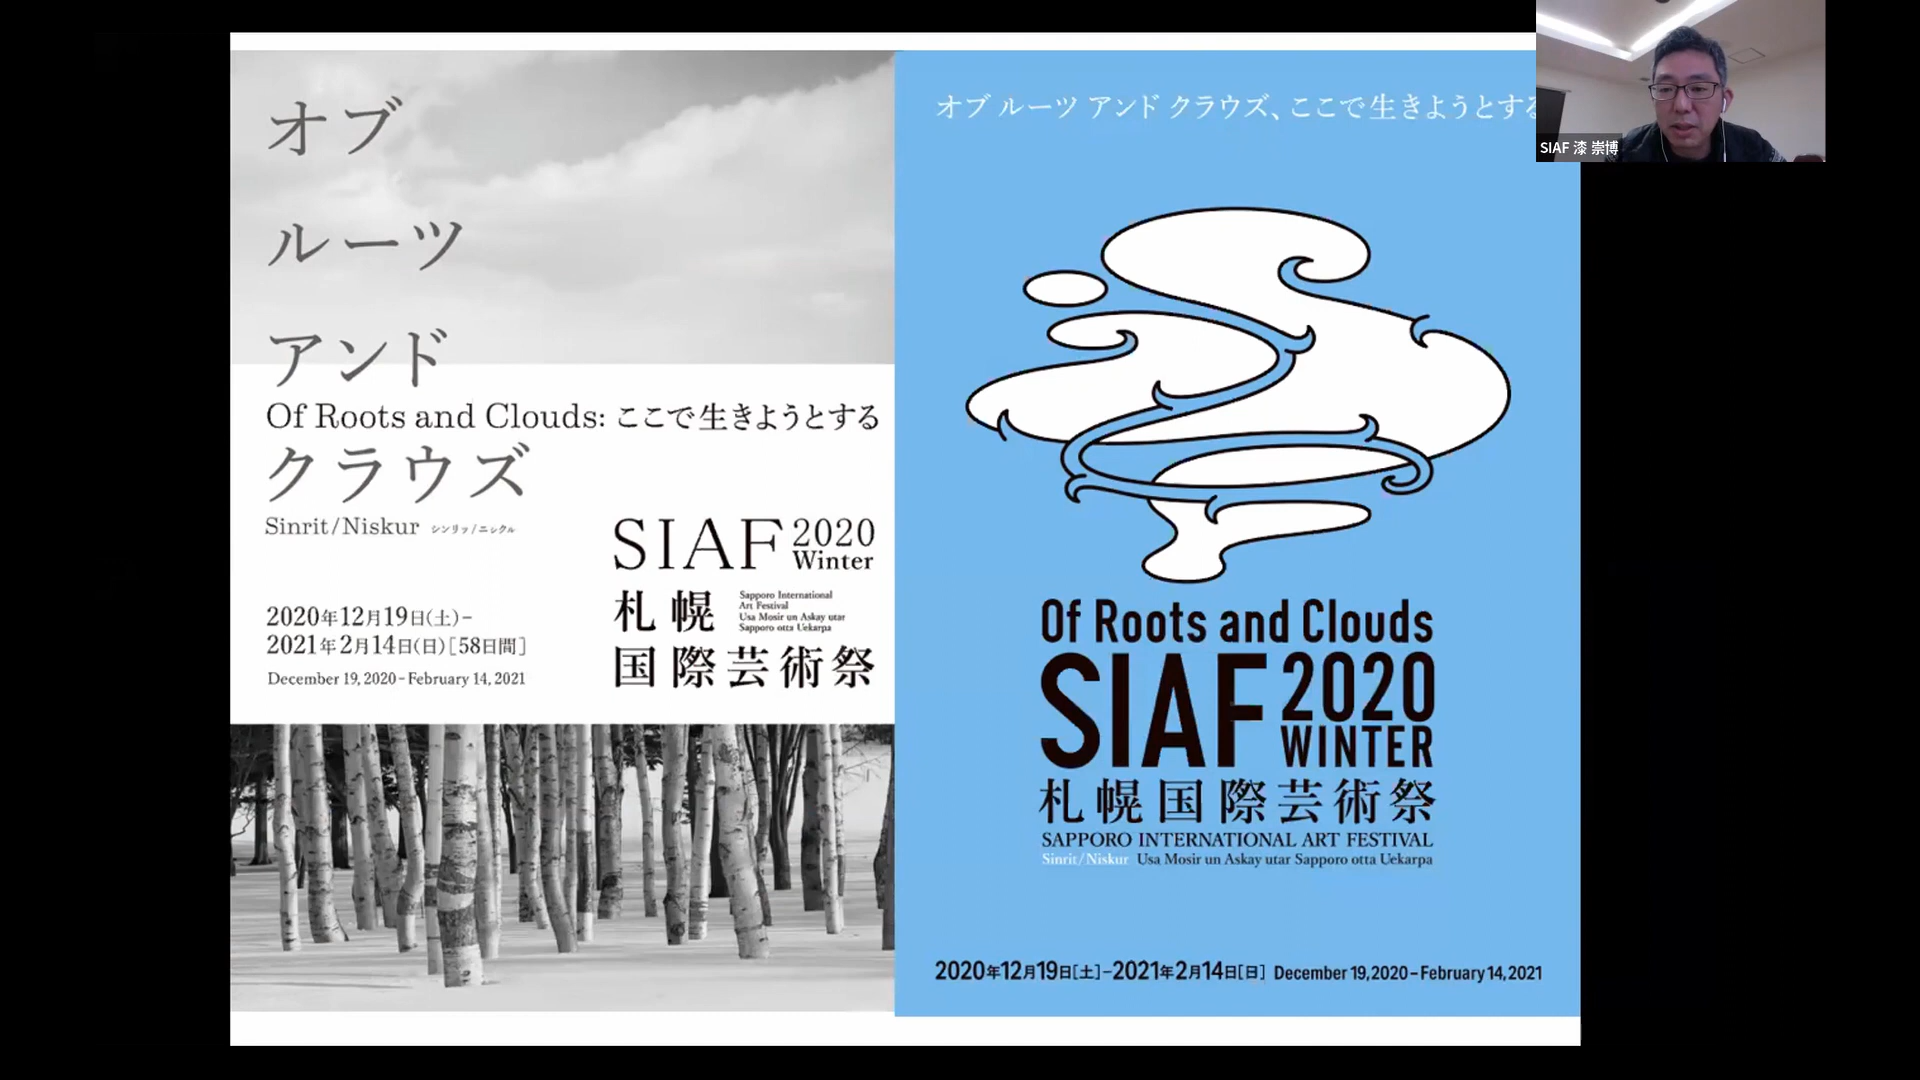 オブ
ルーツ
アンド
Of Roots and Clouds: ここで生きようとする
クラウズ
Sinrit/Niskur シンリッ/ニㇱクル
2020年12月19日(土)–
2021年2月14日(日)[58日間]
December 19, 2020 – February 14, 2021
SIAF 2020
Winter
札幌
Sapporo International
Art Festival
Usa Mosir un Askay utar
Sapporo otta Uekarpa
国際芸術祭
オブ ルーツ アンド クラウズ、ここで生きようとする
Of Roots and Clouds
SIAF 2020
WINTER
札幌国際芸術祭
SAPPORO INTERNATIONAL ART FESTIVAL
Sinrit/Niskur Usa Mosir un Askay utar Sapporo otta Uekarpa
2020年12月19日[土]–2021年2月14日[日] December 19, 2020 – February 14, 2021
SIAF 漆 崇博